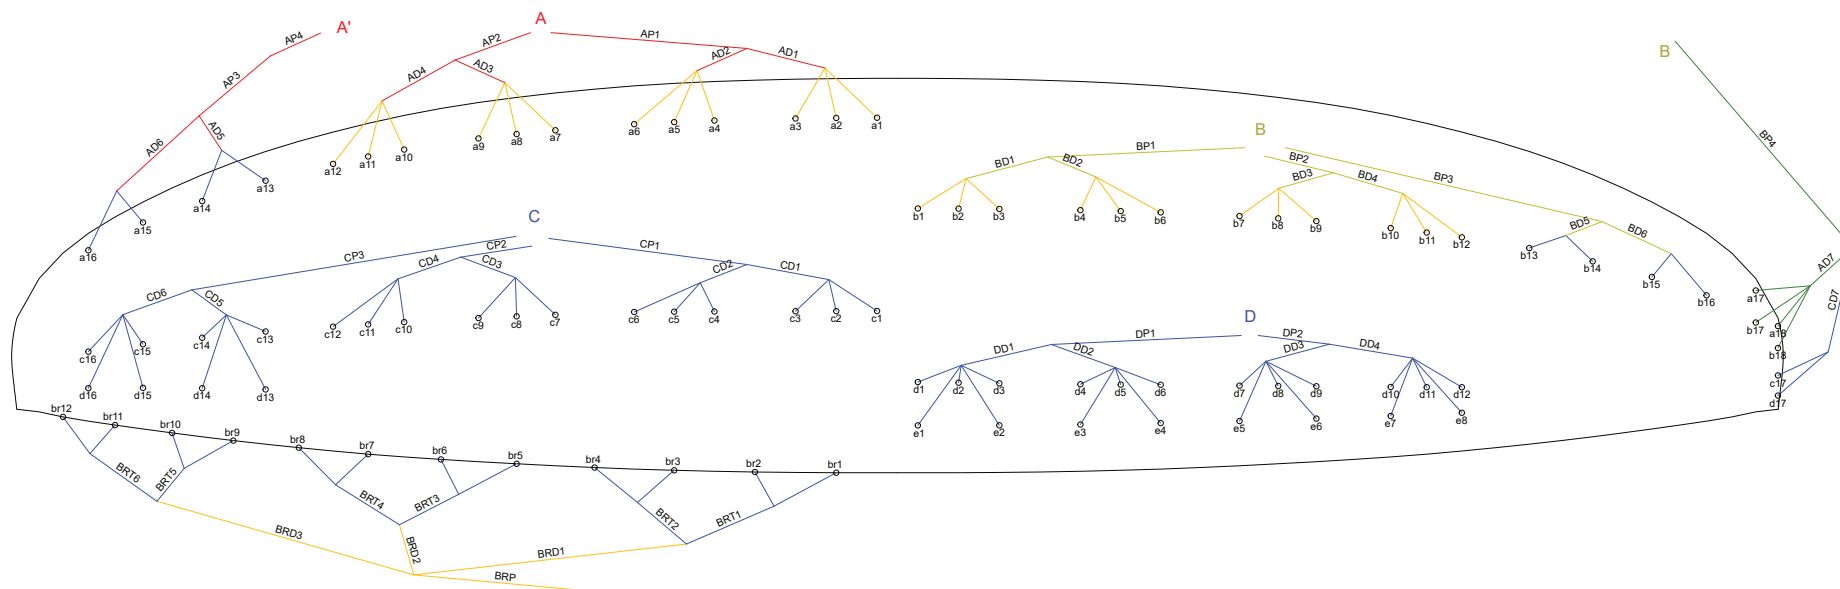 A'
A
AP4
AP2
AP1
AP3
AD4
AD3
AD2
AD1
AD6
AD5
a12
a11
a10
a9
a8
a7
a6
a5
a4
a3
a2
a1
a16
a15
a14
a13
B
BP4
B
BP1
BP2
BP3
BD1
BD2
BD3
BD4
BD5
BD6
b1
b2
b3
b4
b5
b6
b7
b8
b9
b10
b11
b12
b13
b14
b15
b16
AD7
CD7
a17
b17
a18
b18
c17
d17
C
CP3
CP2
CP1
CD6
CD5
CD4
CD3
CD2
CD1
c16
c15
c14
c13
c12
c11
c10
c9
c8
c7
c6
c5
c4
c3
c2
c1
d16
d15
d14
d13
D
DP1
DP2
DD1
DD2
DD3
DD4
d1
d2
d3
d4
d5
d6
d7
d8
d9
d10
d11
d12
e1
e2
e3
e4
e5
e6
e7
e8
br12
br11
br10
br9
br8
br7
br6
br5
br4
br3
br2
br1
BRT6
BRT5
BRT4
BRT3
BRT2
BRT1
BRD3
BRD2
BRD1
BRP